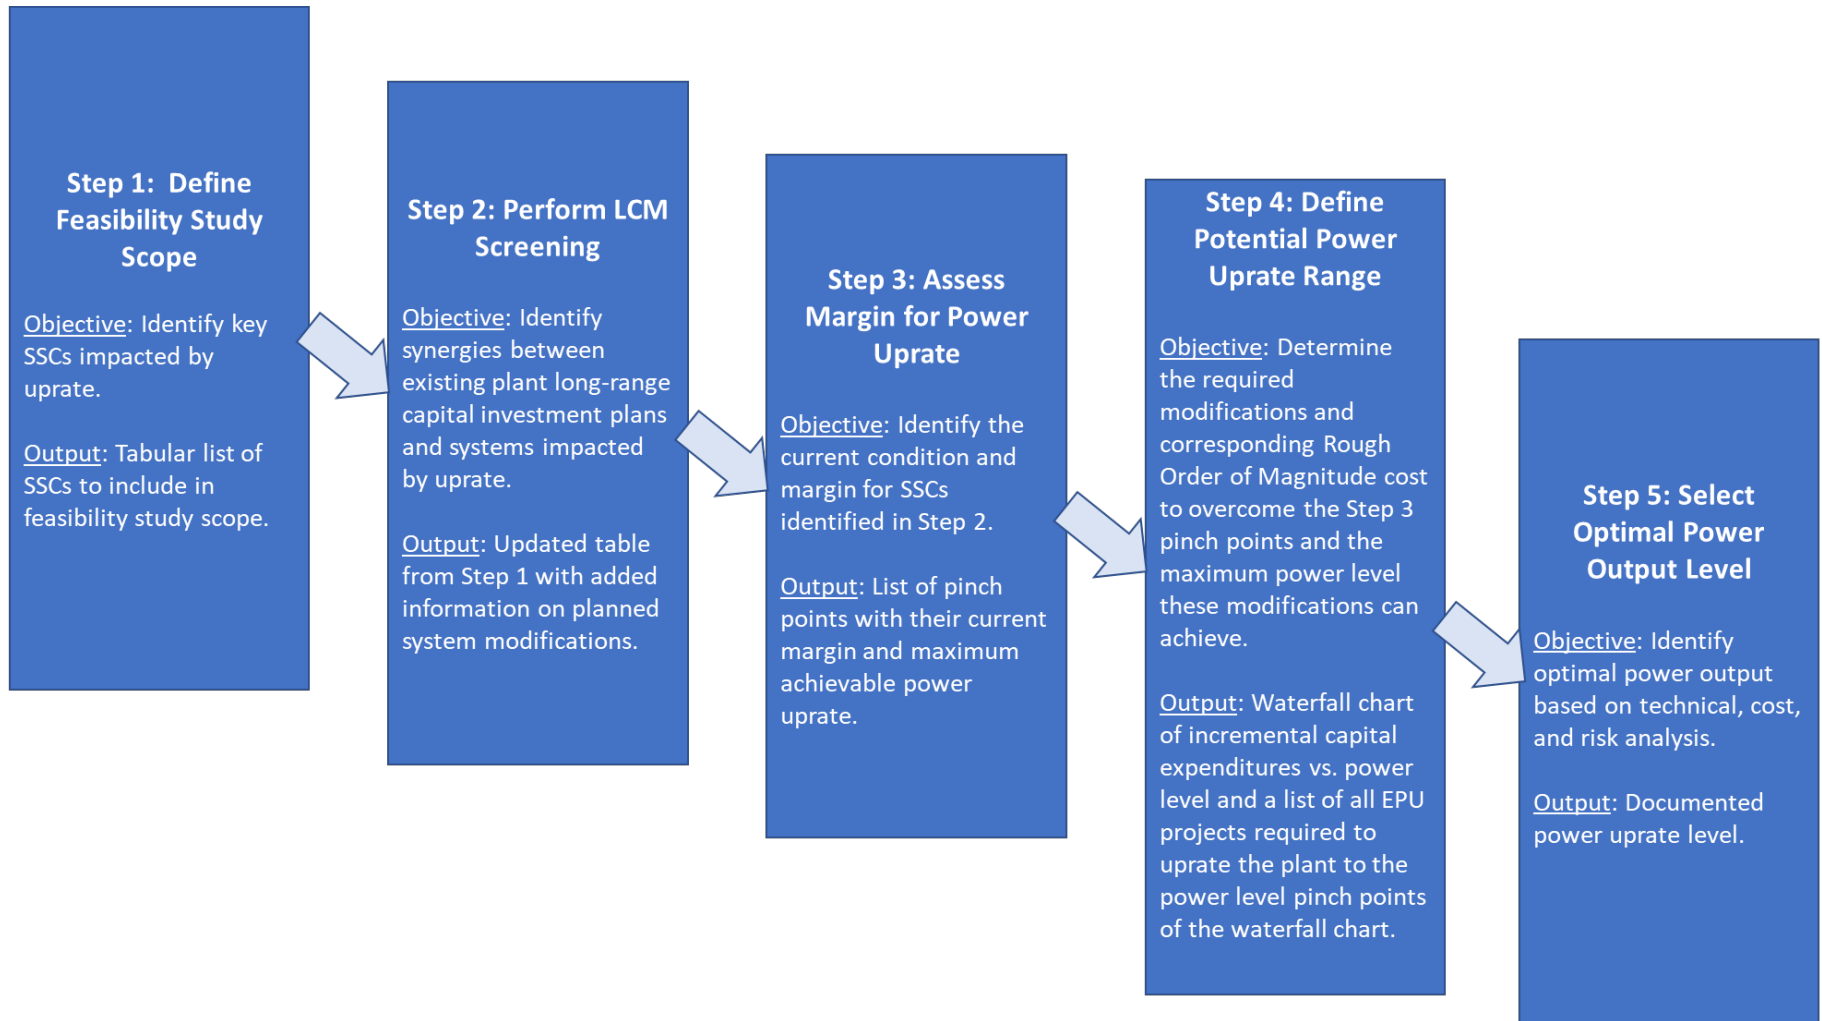 Step 1:  Define
Feasibility Study
Scope
Objective: Identify key
SSCs impacted by
uprate.
Output: Tabular list of
SSCs to include in
feasibility study scope.
Step 2: Perform LCM
Screening
Objective: Identify
synergies between
existing plant long-range
capital investment plans
and systems impacted
by uprate.
Output: Updated table
from Step 1 with added
information on planned
system modifications.
Step 3: Assess
Margin for Power
Uprate
Objective: Identify the
current condition and
margin for SSCs
identified in Step 2.
Output: List of pinch
points with their current
margin and maximum
achievable power
uprate.
Step 4: Define
Potential Power
Uprate Range
Objective: Determine
the required
modifications and
corresponding Rough
Order of Magnitude cost
to overcome the Step 3
pinch points and the
maximum power level
these modifications can
achieve.
Output: Waterfall chart
of incremental capital
expenditures vs. power
level and a list of all EPU
projects required to
uprate the plant to the
power level pinch points
of the waterfall chart.
Step 5: Select
Optimal Power
Output Level
Objective: Identify
optimal power output
based on technical, cost,
and risk analysis.
Output: Documented
power uprate level.